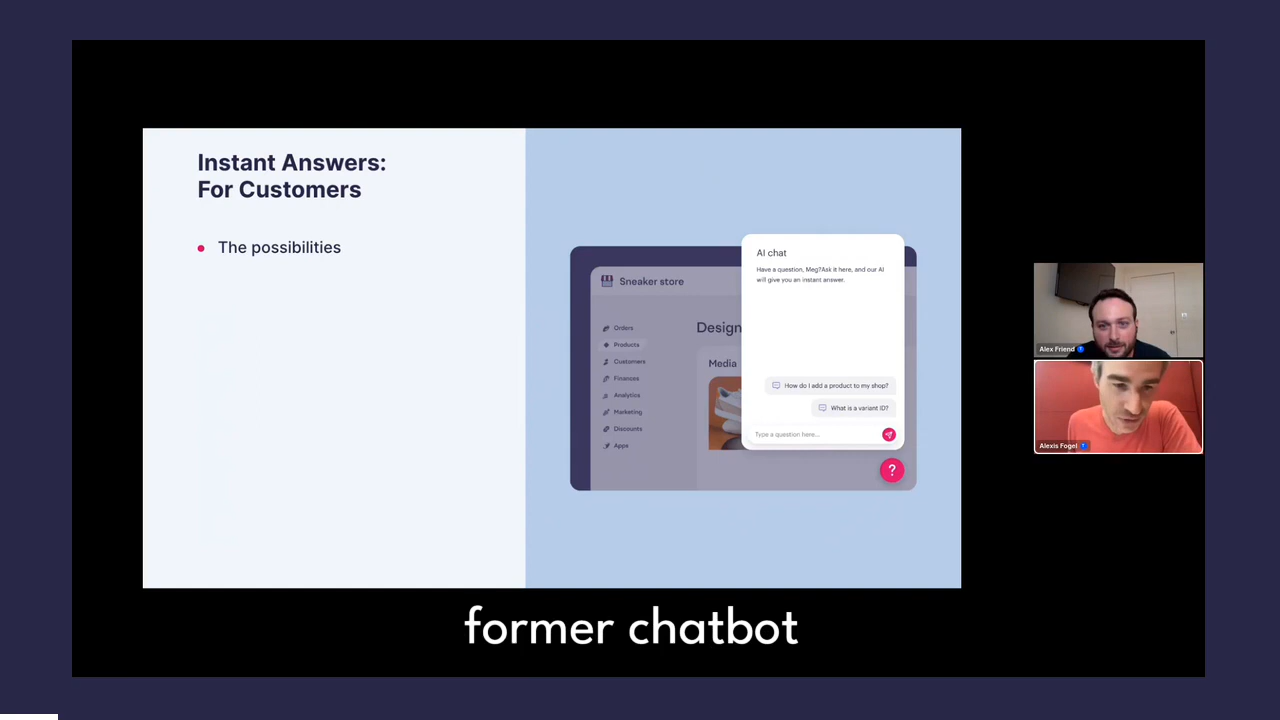 Instant Answers:
For Customers
The possibilities
Sneaker store
Orders
Products
Customers
Finances
Analytics
Marketing
Discounts
Apps
Design
Media
AI chat
Have a question, Meg?Ask it here, and our AI
will give you an instant answer.
How do I add a product to my shop?
What is a variant ID?
Type a question here...
?
Alex Friend
Alexis Fogel
former chatbot